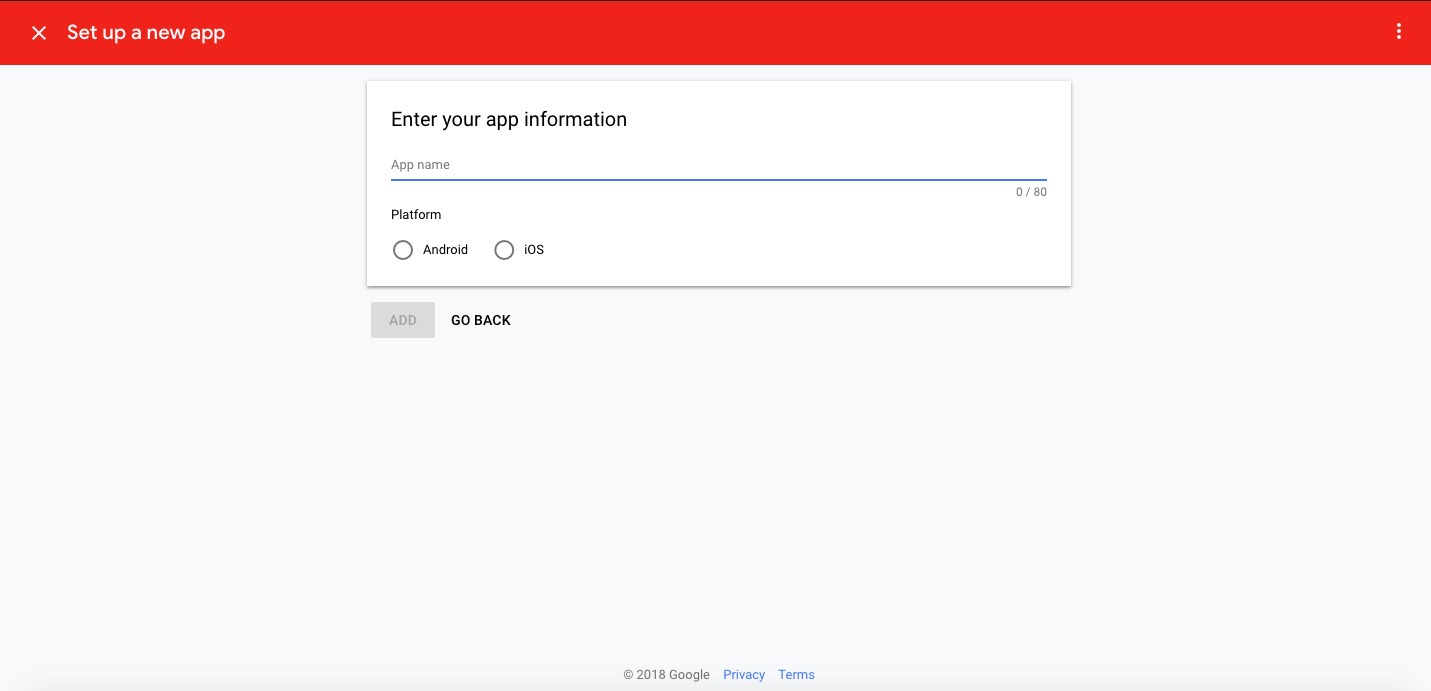 Set up a new app
Enter your app information
App name
0 / 80
Platform
Android iOS
ADD GO BACK
© 2018 Google Privacy Terms